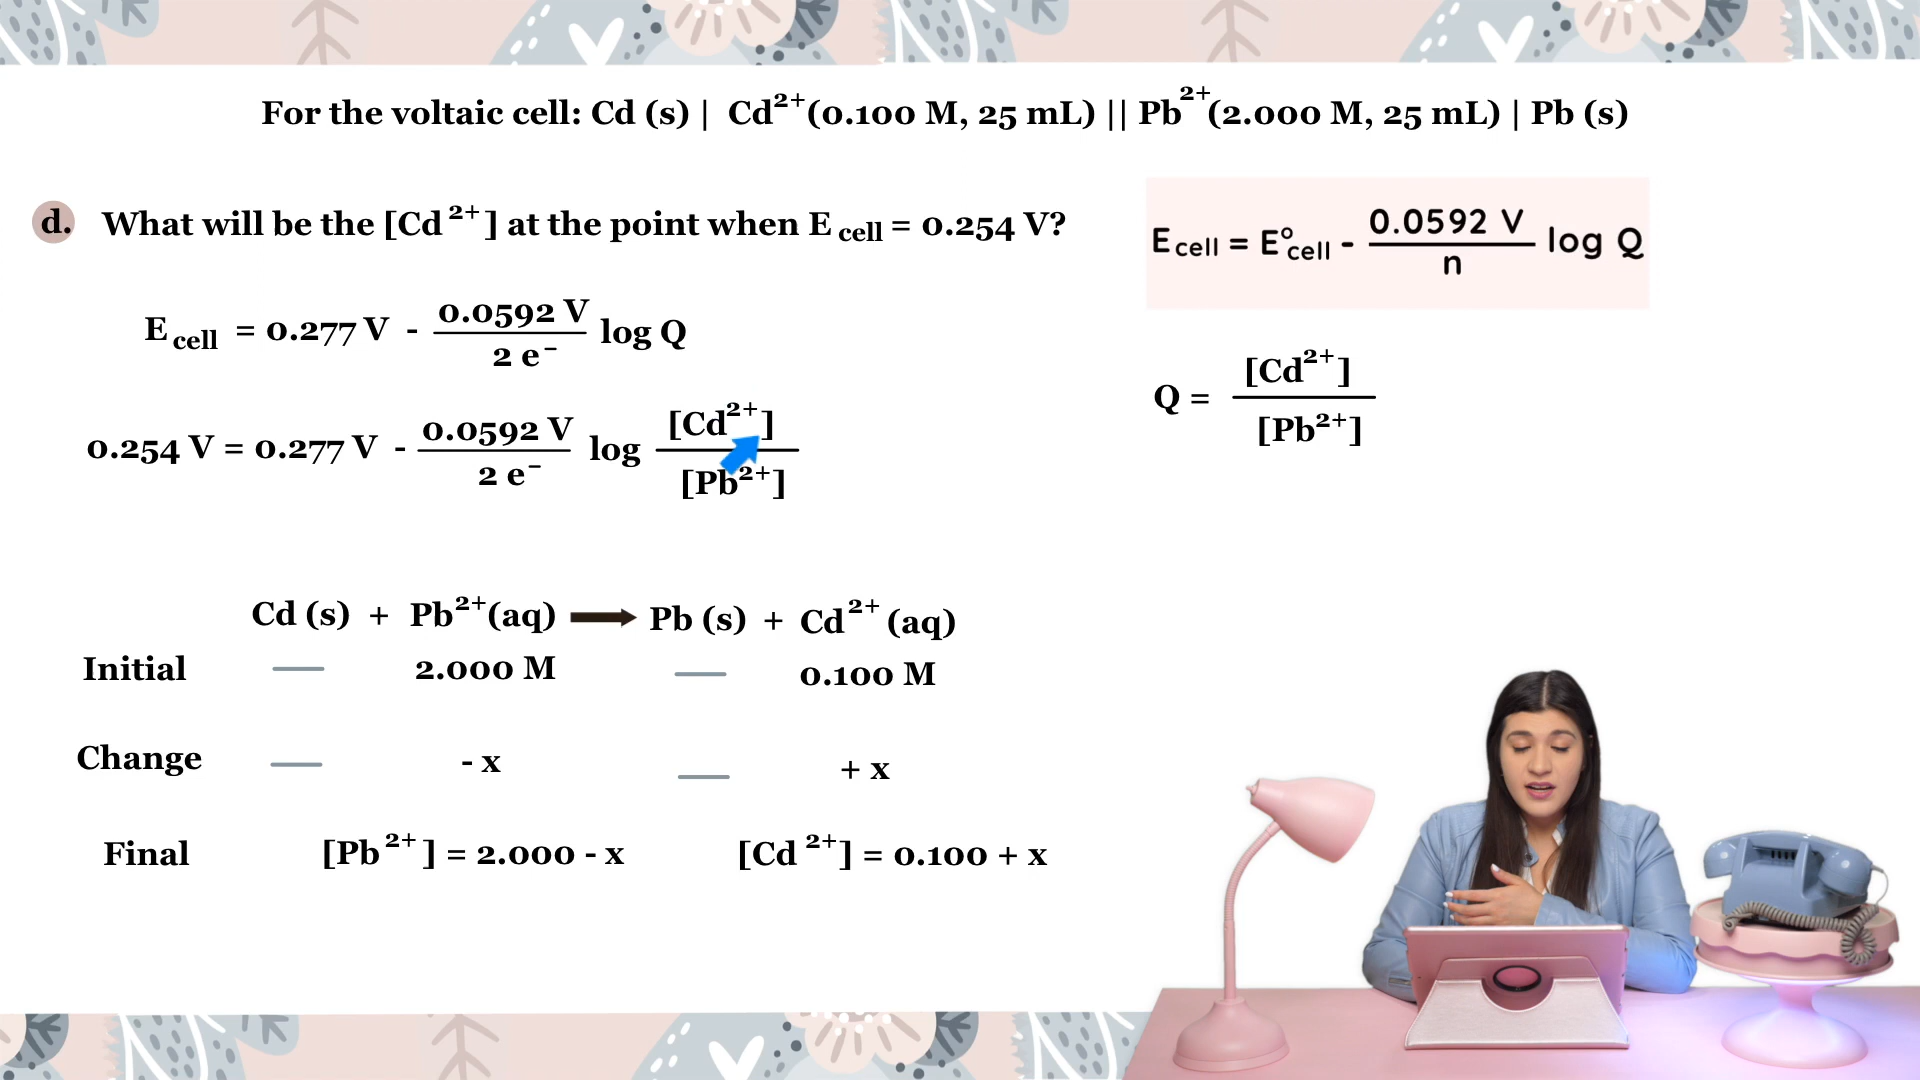 For the voltaic cell: Cd (s) | Cd²⁺(0.100 M, 25 mL) || Pb²⁺(2.000 M, 25 mL) | Pb (s)
d. What will be the [Cd²⁺] at the point when E cell = 0.254 V?
E cell = E°cell - 0.0592 V / n log Q
E cell = 0.277 V - 0.0592 V / 2 e⁻ log Q
Q = [Cd²⁺] / [Pb²⁺]
0.254 V = 0.277 V - 0.0592 V / 2 e⁻ log [Cd²⁺] / [Pb²⁺]
Cd (s) + Pb²⁺(aq) Pb (s) + Cd²⁺ (aq)
Initial — 2.000 M — 0.100 M
Change — - x — + x
Final [Pb²⁺] = 2.000 - x [Cd²⁺] = 0.100 + x